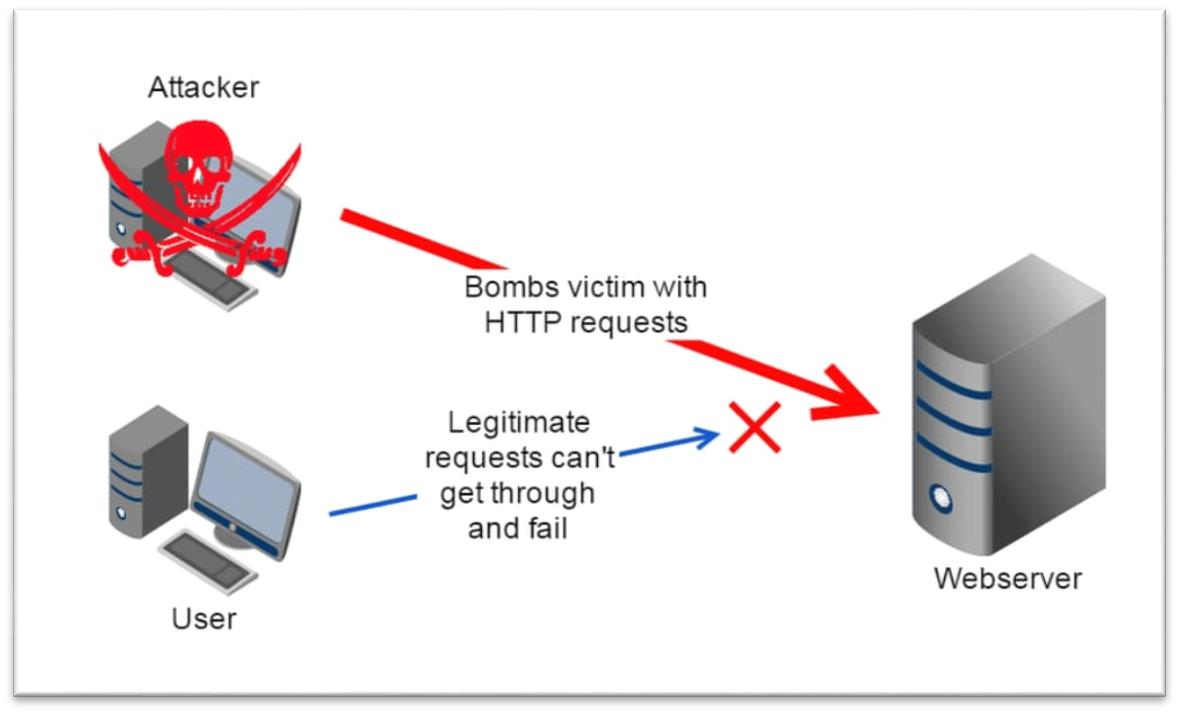 Attacker
Bombs victim with
HTTP requests
Legitimate
requests can't
get through
and fail
User
Webserver